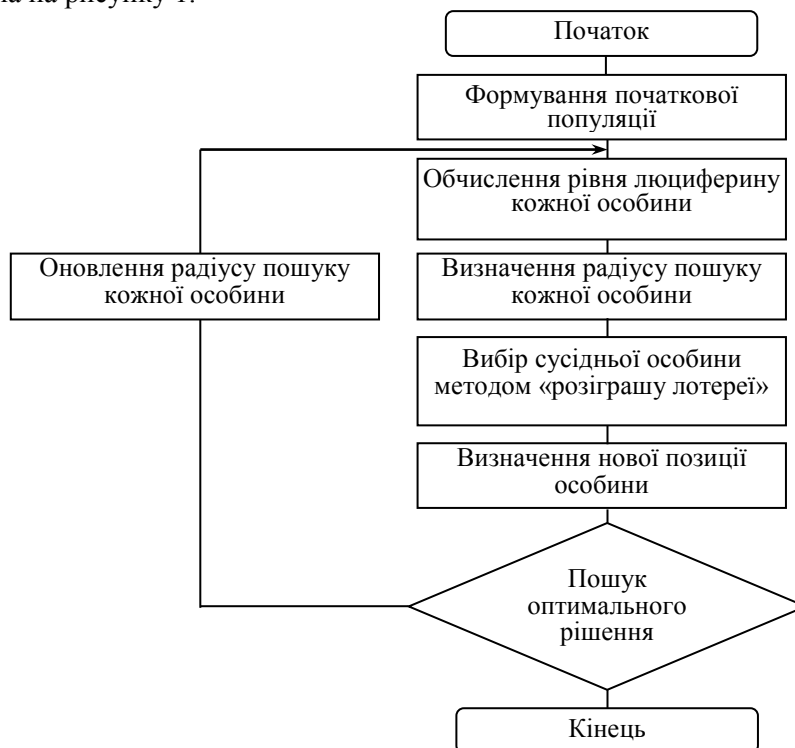 на на рисунку 1.
Початок
Формування початкової
популяції
Обчислення рівня люциферину
кожної особини
Оновлення радіусу пошуку
кожної особини
Визначення радіусу пошуку
кожної особини
Вибір сусідньої особини
методом «розіграшу лотереї»
Визначення нової позиції
особини
Пошук
оптимального
рішення
Кінець